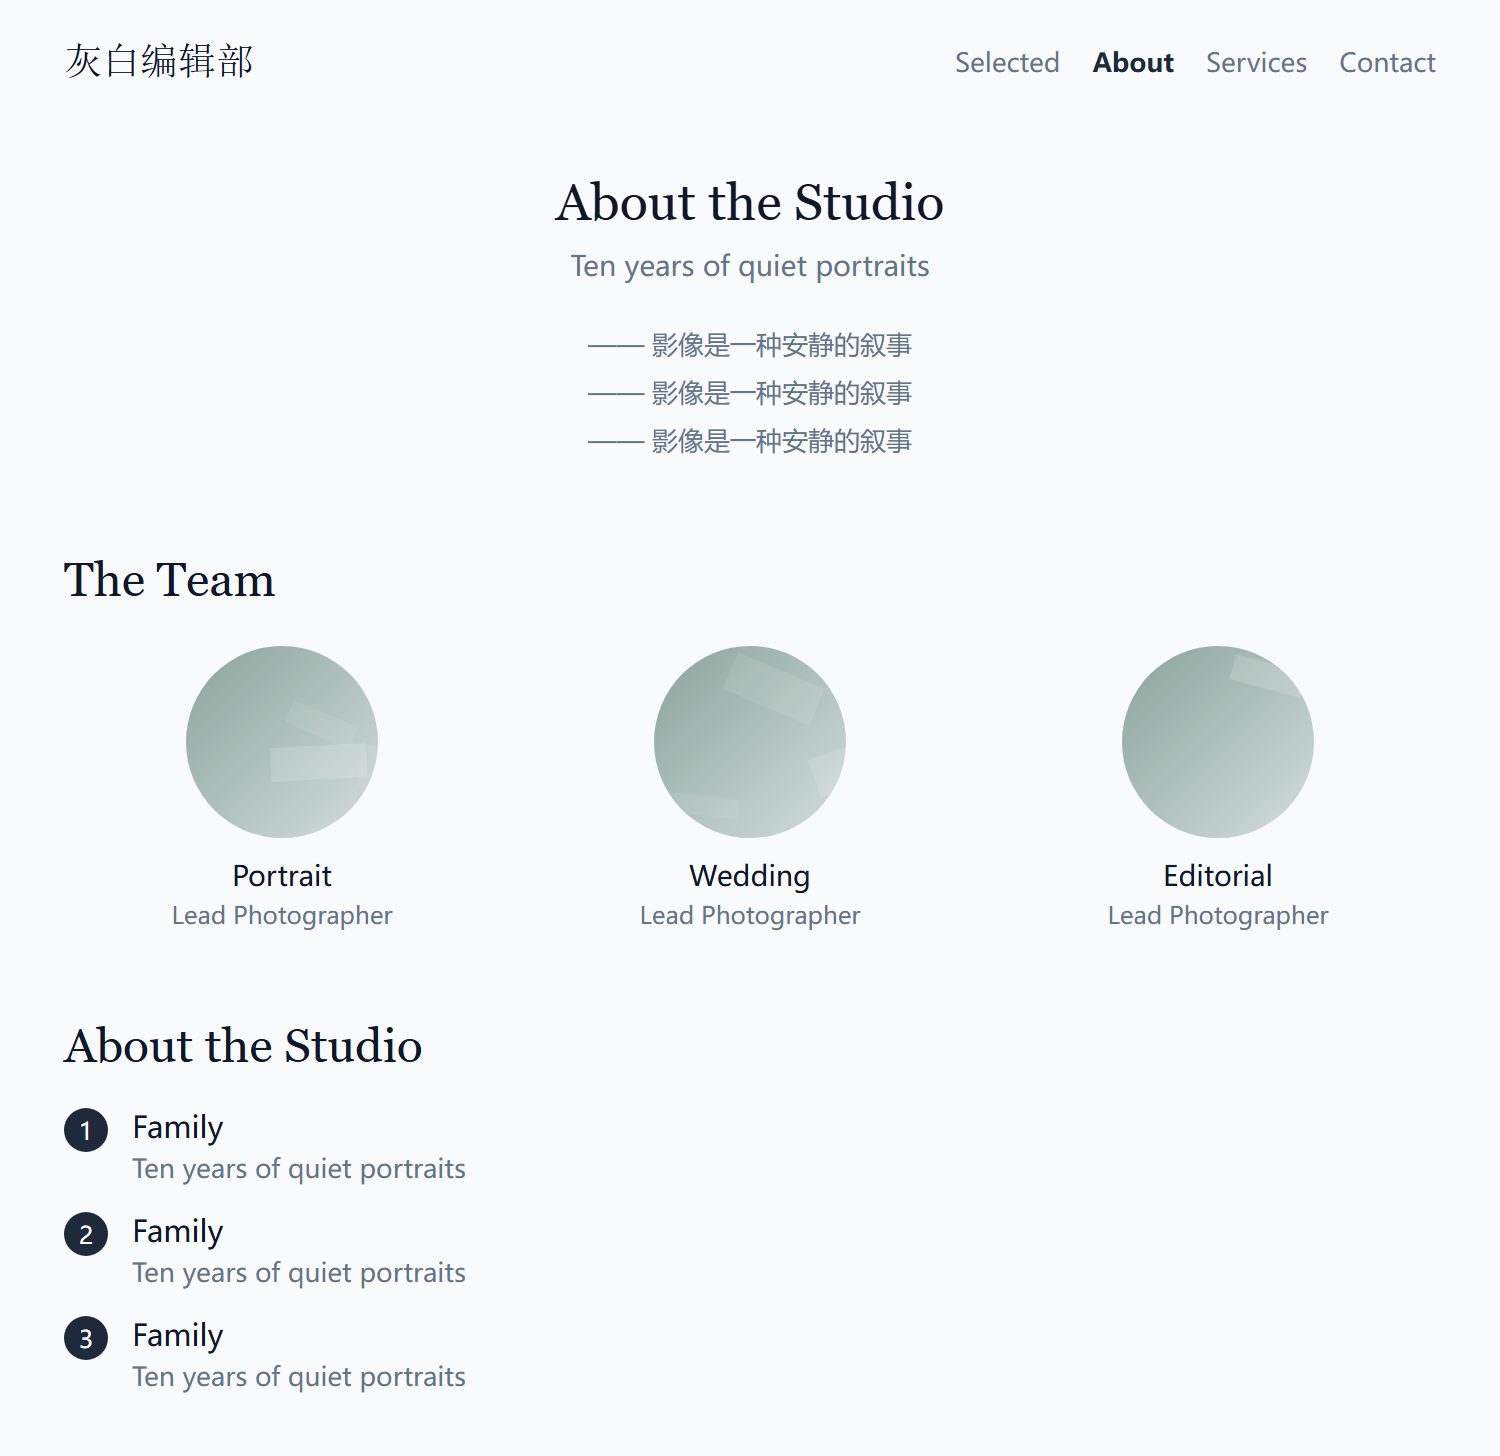 灰白编辑部
Selected About Services Contact
About the Studio
Ten years of quiet portraits
—— 影像是一种安静的叙事
—— 影像是一种安静的叙事
—— 影像是一种安静的叙事
The Team
Portrait
Lead Photographer
Wedding
Lead Photographer
Editorial
Lead Photographer
About the Studio
1 Family
Ten years of quiet portraits
2 Family
Ten years of quiet portraits
3 Family
Ten years of quiet portraits